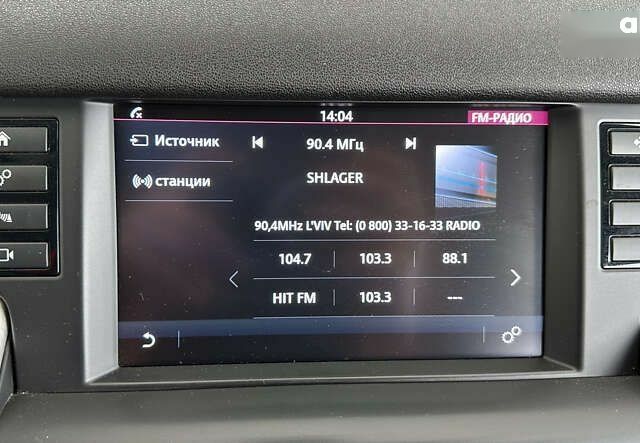 14:04
FM-РАДИО
Источник
90.4 МГц
станции
SHLAGER
90,4MHz L'VIV Tel: (0 800) 33-16-33 RADIO
104.7 103.3 88.1
HIT FM 103.3 ---